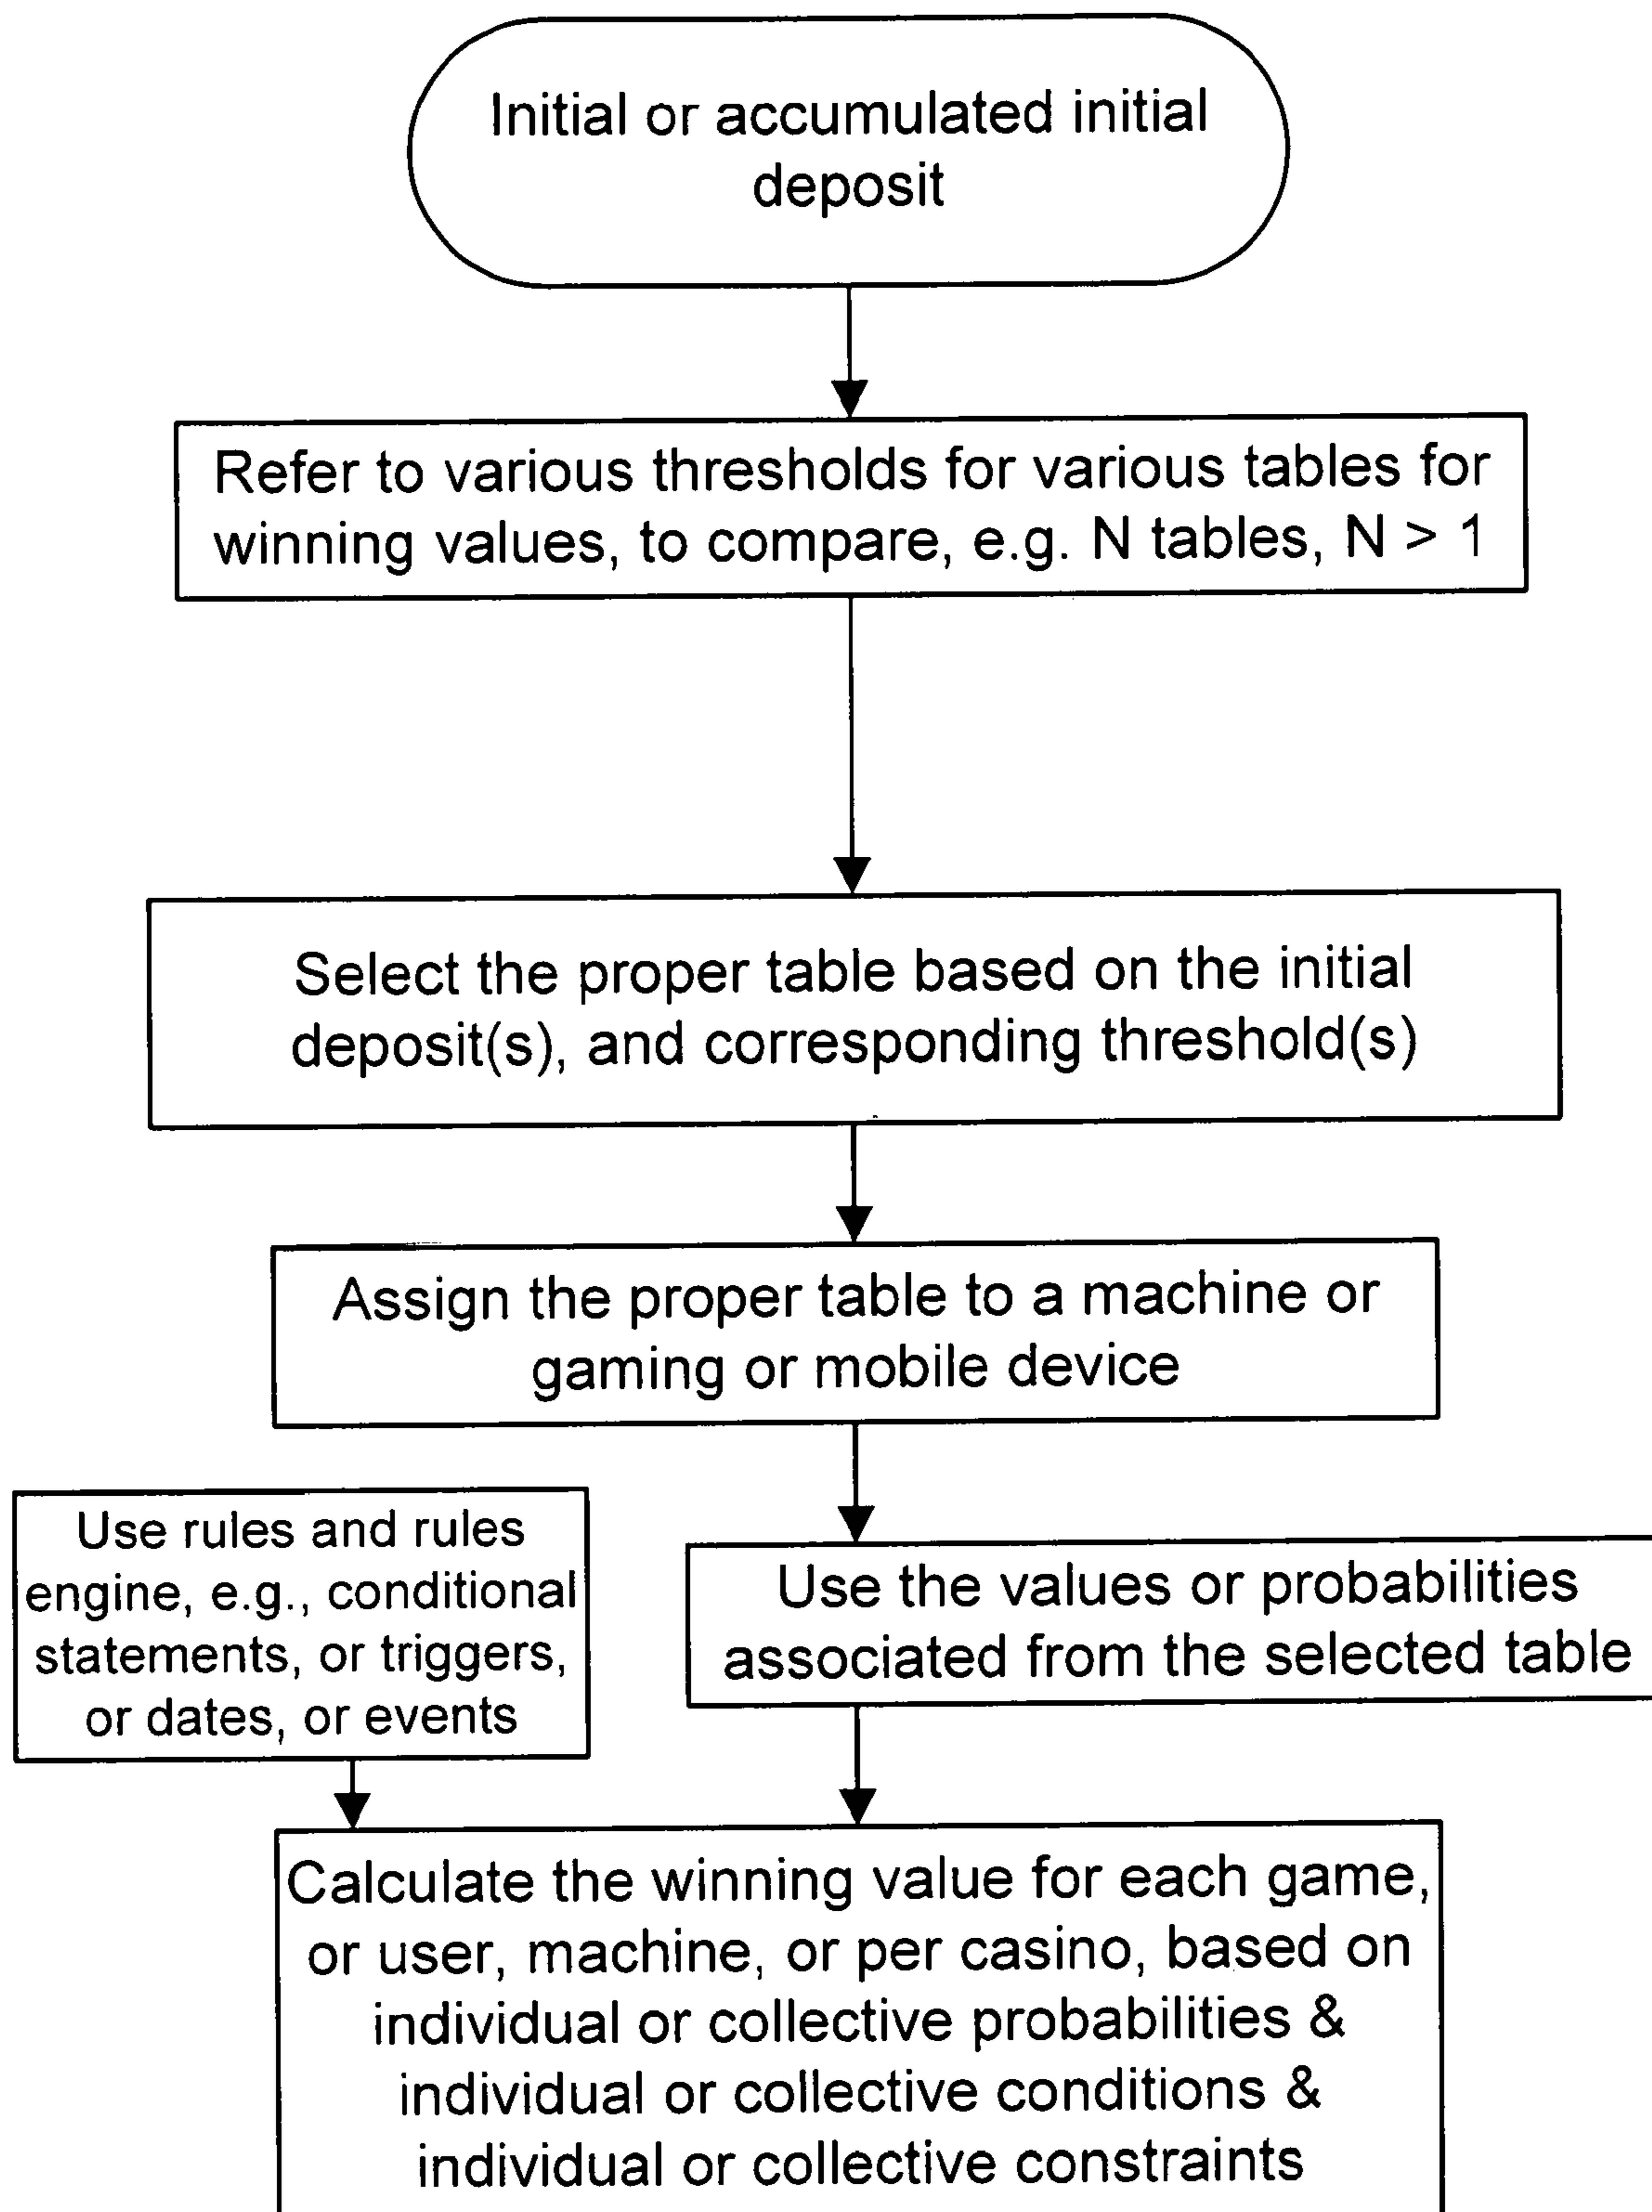 Initial or accumulated initial
deposit
Refer to various thresholds for various tables for
winning values, to compare, e.g. N tables, N > 1
Select the proper table based on the initial
deposit(s), and corresponding threshold(s)
Assign the proper table to a machine or
gaming or mobile device
Use rules and rules
engine, e.g., conditional
statements, or triggers,
or dates, or events
Use the values or probabilities
associated from the selected table
Calculate the winning value for each game,
or user, machine, or per casino, based on
individual or collective probabilities &
individual or collective conditions &
individual or collective constraints